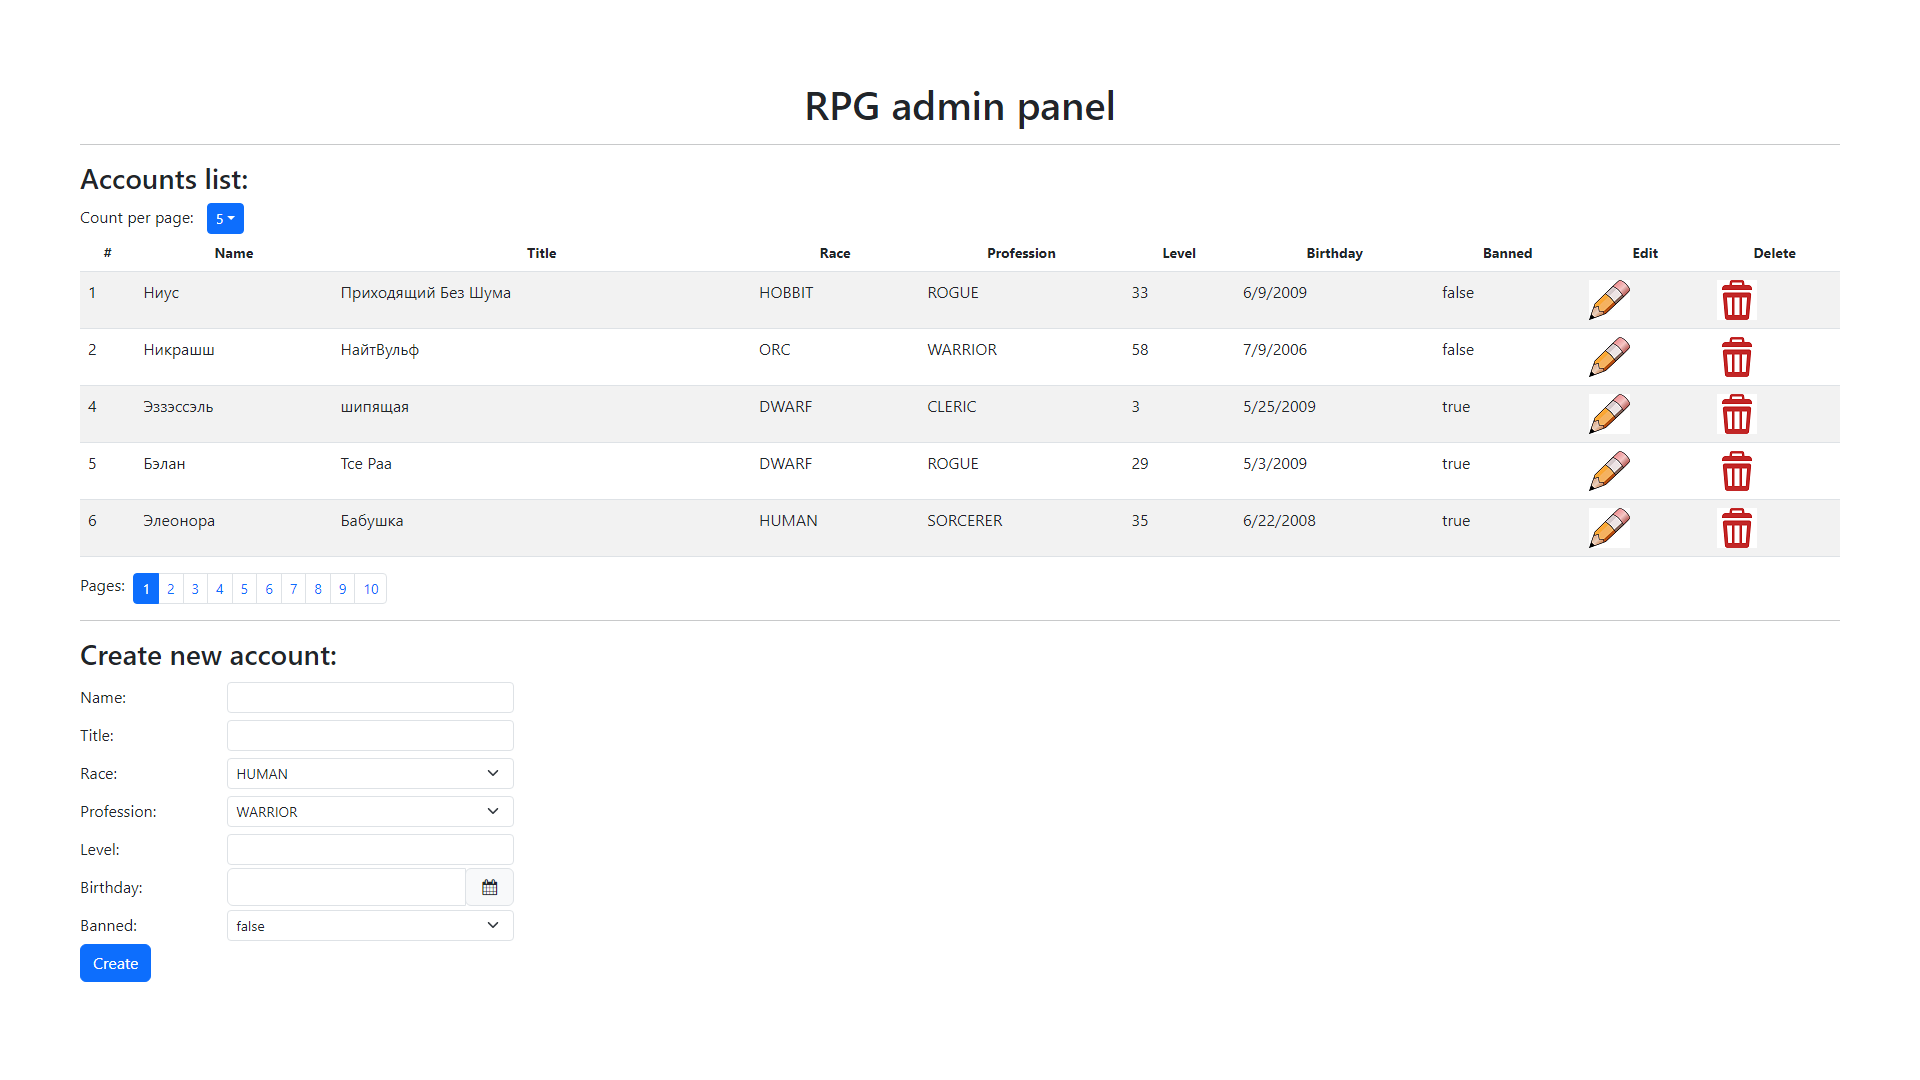 RPG admin panel
Accounts list:
Count per page: 5
# Name Title Race Profession Level Birthday Banned Edit Delete
1 Ниус Приходящий Без Шума HOBBIT ROGUE 33 6/9/2009 false
2 Никрашш НайтВульф ORC WARRIOR 58 7/9/2006 false
4 Эззэссэль шипящая DWARF CLERIC 3 5/25/2009 true
5 Бэлан Тсе Раа DWARF ROGUE 29 5/3/2009 true
6 Элеонора Бабушка HUMAN SORCERER 35 6/22/2008 true
Pages: 1 2 3 4 5 6 7 8 9 10
Create new account:
Name:
Title:
Race: HUMAN
Profession: WARRIOR
Level:
Birthday:
Banned: false
Create